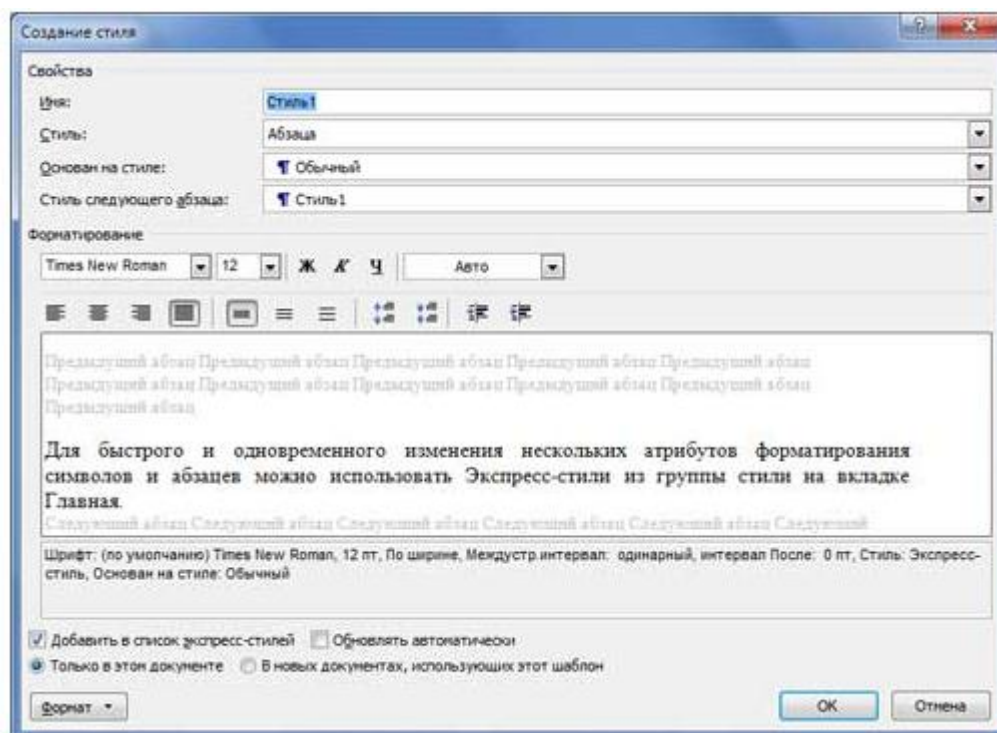 Создание стиля
Свойства
Имя: Стиль1
Стиль: Абзаца
Основан на стиле: ¶ Обычный
Стиль следующего абзаца: ¶ Стиль1
Форматирование
Times New Roman 12 Ж К Ч Авто
Предыдущий абзац Предыдущий абзац Предыдущий абзац Предыдущий абзац Предыдущий абзац
Предыдущий абзац Предыдущий абзац Предыдущий абзац Предыдущий абзац Предыдущий абзац
Предыдущий абзац
Для быстрого и одновременного изменения нескольких атрибутов форматирования
символов и абзацев можно использовать Экспресс-стили из группы стили на вкладке
Главная.
Следующий абзац Следующий абзац Следующий абзац Следующий абзац Следующий абзац Следующий
Шрифт: (по умолчанию) Times New Roman, 12 пт, По ширине, Междустр.интервал: одинарный, интервал После: 0 пт, Стиль: Экспресс-
стиль, Основан на стиле: Обычный
Добавить в список экспресс-стилей Обновлять автоматически
Только в этом документе В новых документах, использующих этот шаблон
Формат OK Отмена